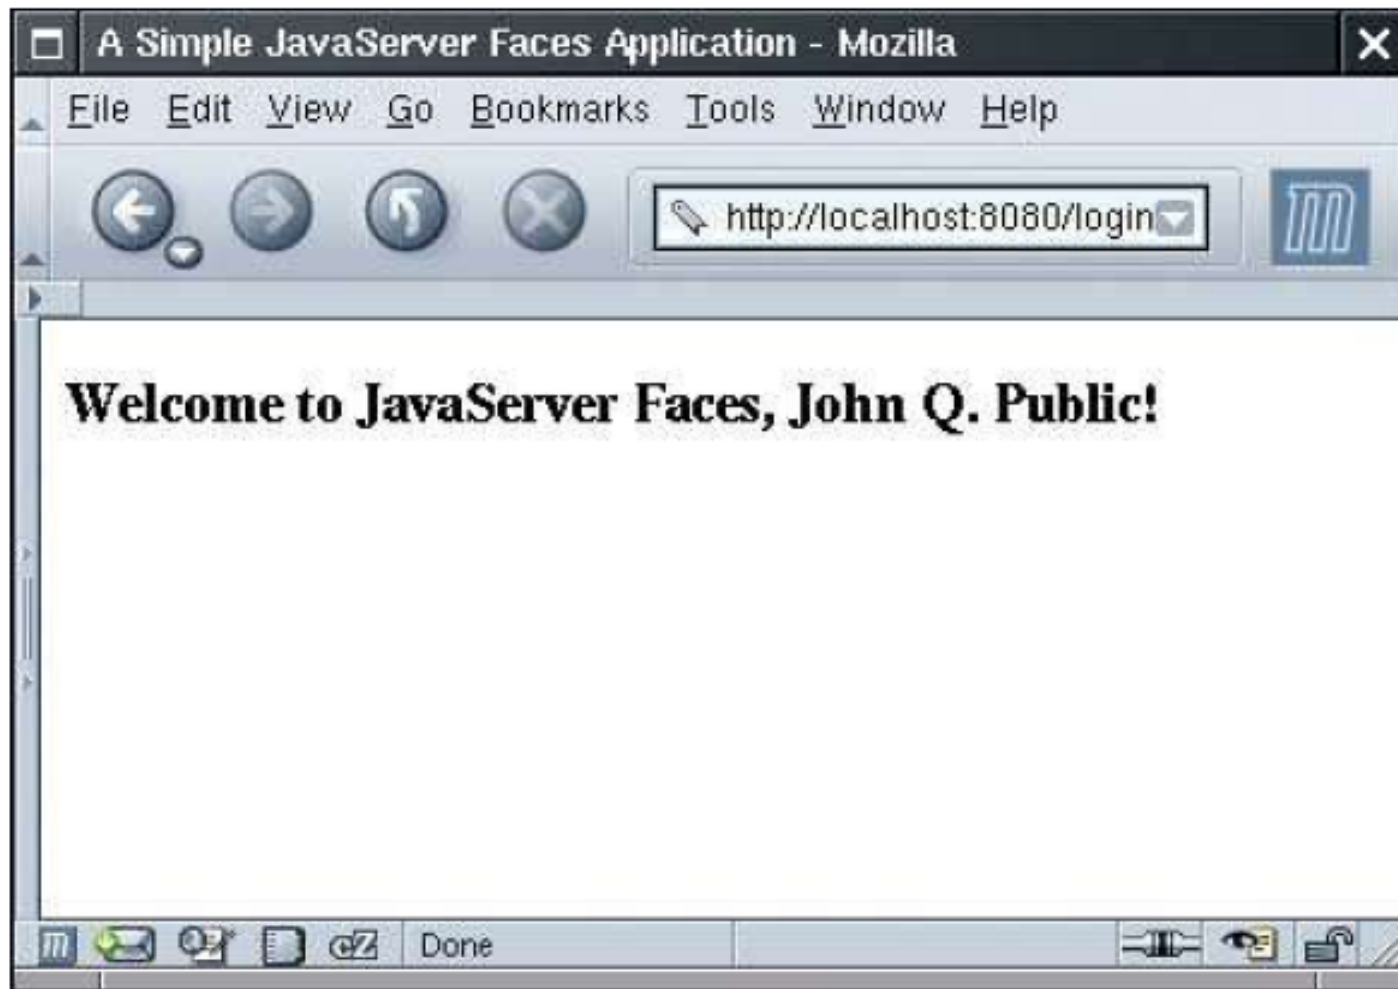 A Simple JavaServer Faces Application - Mozilla
File Edit View Go Bookmarks Tools Window Help
http://localhost:8080/login
Welcome to JavaServer Faces, John Q. Public!
Done